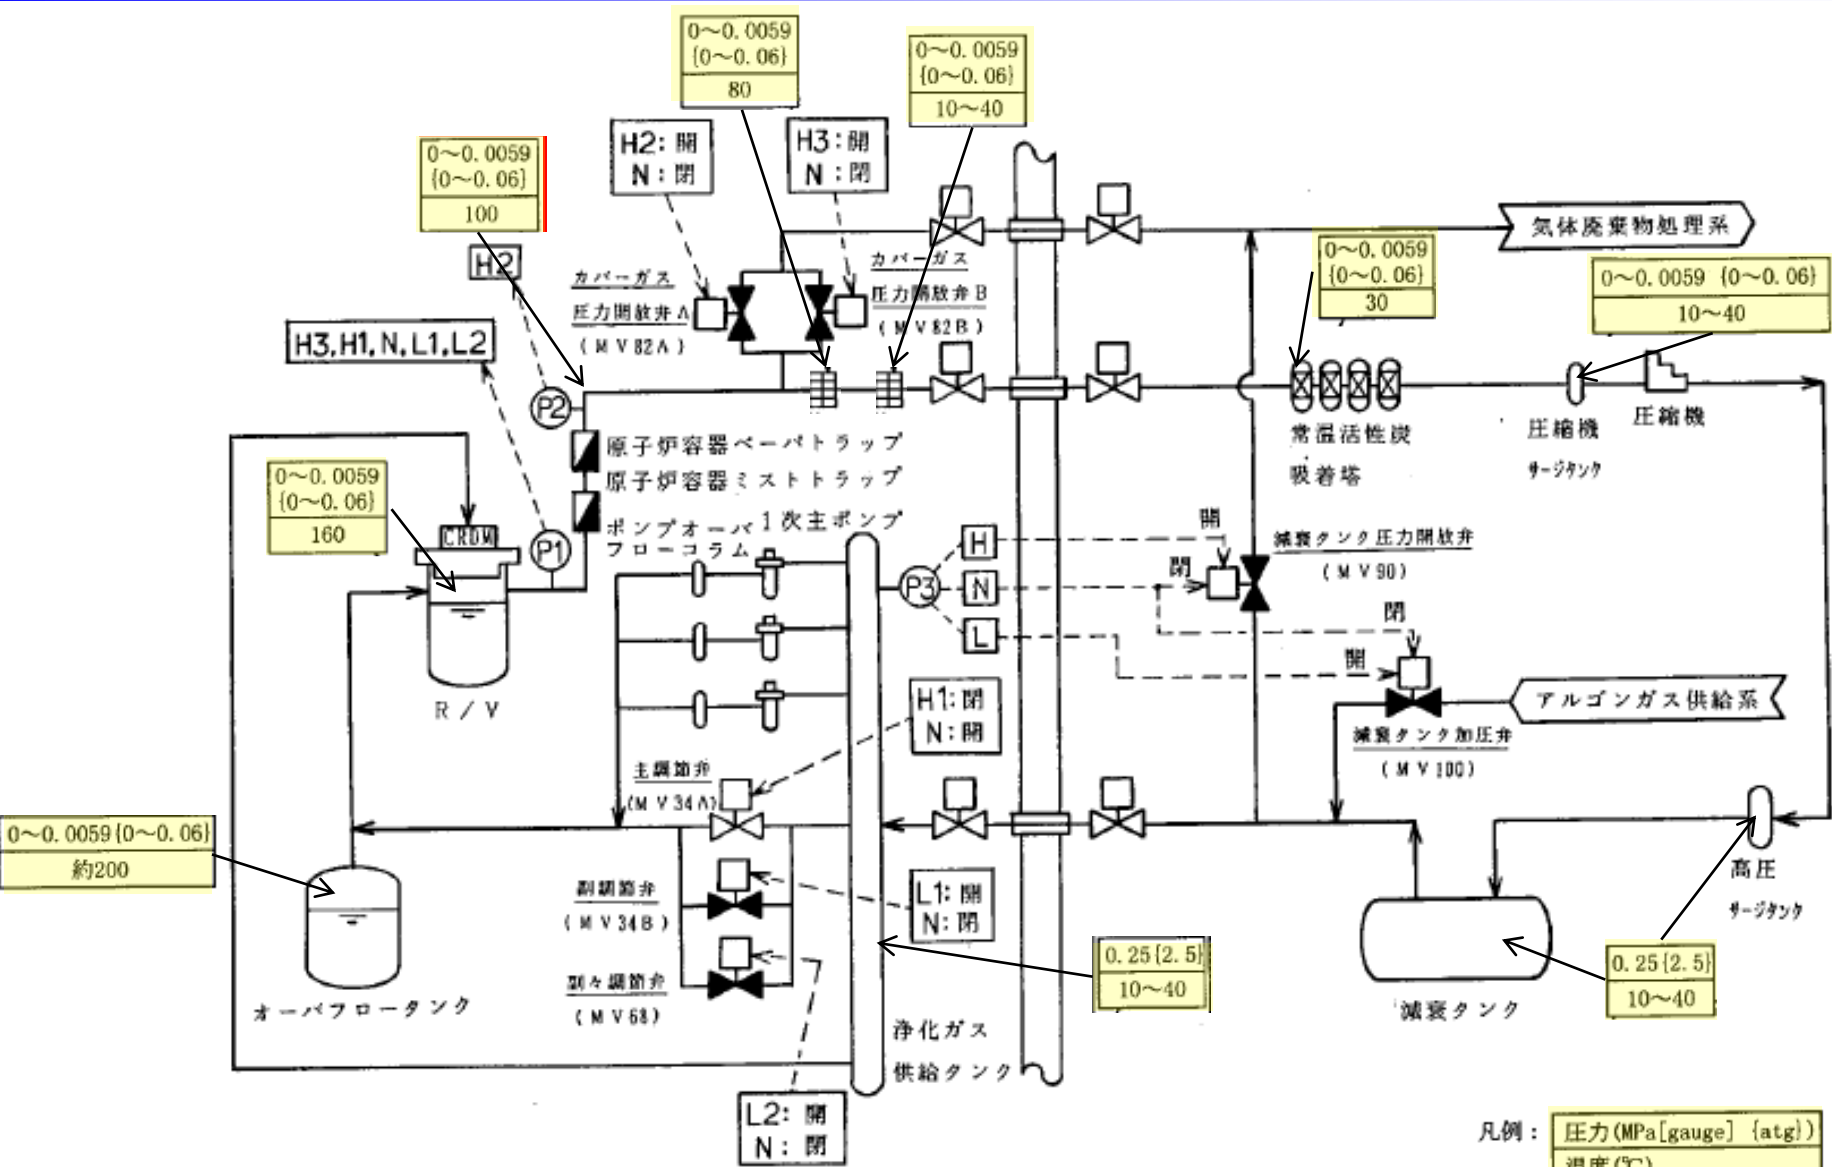 0～0.0059
{0～0.06}
80
0～0.0059
{0～0.06}
10～40
H2：開
N：閉
H3：開
N：閉
0～0.0059
{0～0.06}
100
気体廃棄物処理系
H2
カバーガス
圧力開放弁A
(MV82A)
カバーガス
圧力開放弁B
(MV82B)
0～0.0059
{0～0.06}
30
0～0.0059 {0～0.06}
10～40
H3,H1,N,L1,L2
P2
原子炉容器ベーパトラップ
原子炉容器ミストトラップ
常温活性炭
吸着塔
圧縮機
サージタンク
圧縮機
0～0.0059
{0～0.06}
160
CRDM
P1
ポンプオーバ
フローコラム
1次主ポンプ
P3
H
N
L
開
閉
減衰タンク圧力開放弁
(MV90)
閉
開
R/V
H1：閉
N：開
アルゴンガス供給系
減衰タンク加圧弁
(MV100)
主調節弁
(MV34A)
0～0.0059{0～0.06}
約200
副調節弁
(MV34B)
L1：開
N：閉
副々調節弁
(MV68)
オーバフロータンク
0.25{2.5}
10～40
高圧
サージタンク
0.25{2.5}
10～40
減衰タンク
浄化ガス
供給タンク
L2：開
N：閉
凡例：
圧力(MPa[gauge] {atg})
温度(℃)